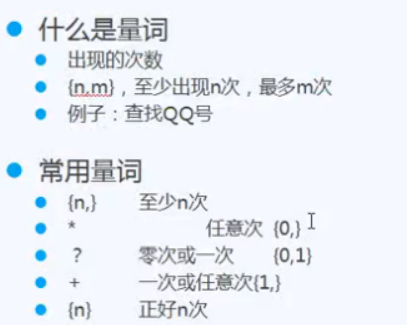 什么是量词
出现的次数
{n,m}，至少出现n次，最多m次
例子：查找QQ号
常用量词
{n,} 至少n次
* 任意次 {0,}
? 零次或一次 {0,1}
+ 一次或任意次{1,}
{n} 正好n次